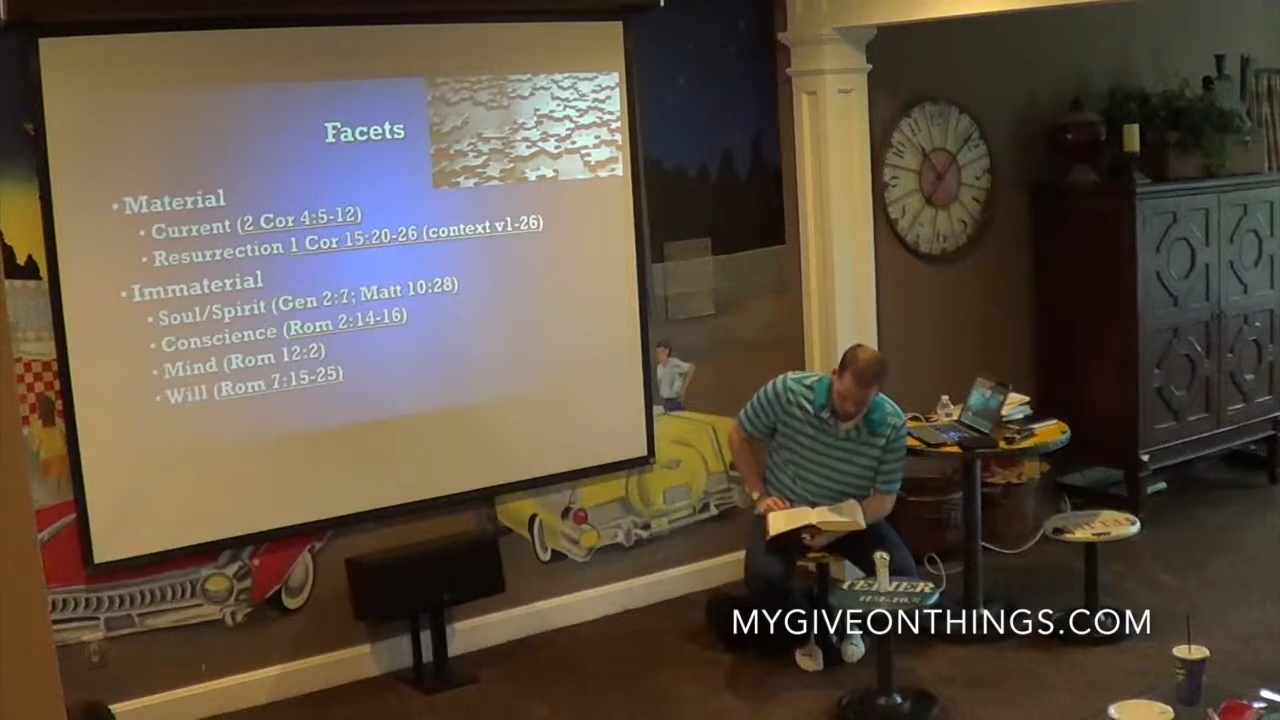 Facets
• Material
• Current (2 Cor 4:5-12)
• Resurrection 1 Cor 15:20-26 (context v1-26)
• Immaterial
• Soul/Spirit (Gen 2:7; Matt 10:28)
• Conscience (Rom 2:14-16)
• Mind (Rom 12:2)
• Will (Rom 7:15-25)
MYGIVEONTHINGS.COM